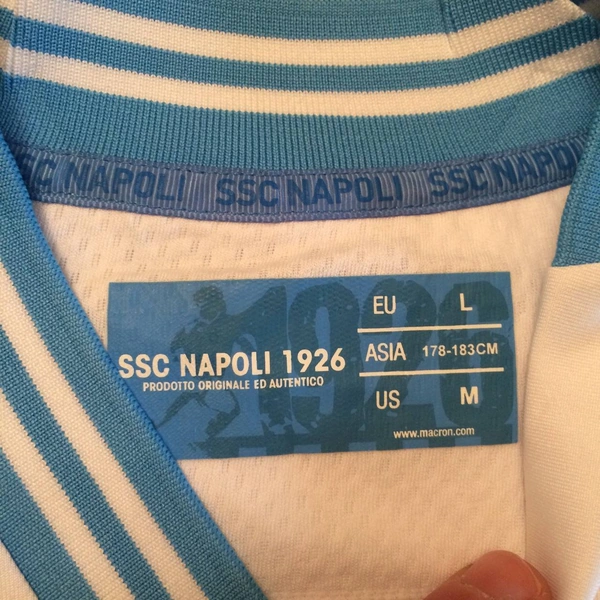 SSC NAPOLI SSC NAPOLI SSC NAPO
1926
SSC NAPOLI 1926
PRODOTTO ORIGINALE ED AUTENTICO
EU L
ASIA 178-183CM
US M
www.macron.com